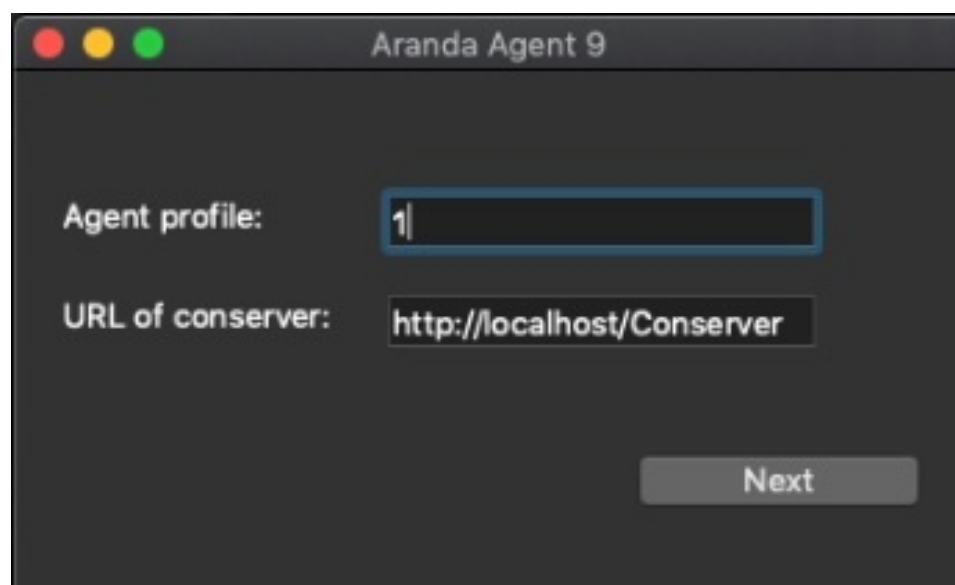 Aranda Agent 9
Agent profile: 1
URL of conserver: http://localhost/Conserver
Next